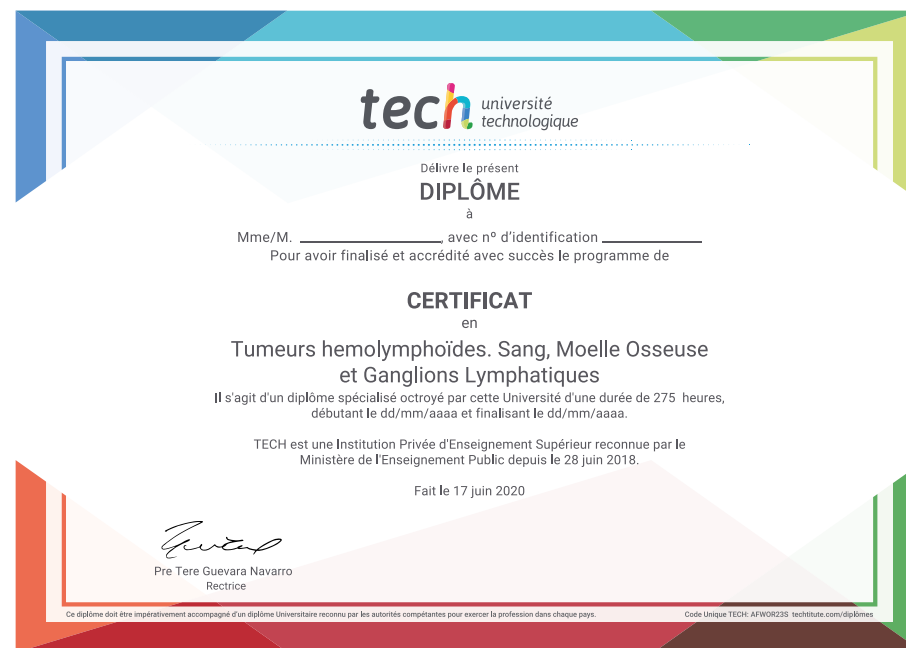 tech université
technologique
Délivre le présent
DIPLÔME
à
Mme/M. ____________, avec nº d'identification ____________
Pour avoir finalisé et accrédité avec succès le programme de
CERTIFICAT
en
Tumeurs hemolymphoïdes. Sang, Moelle Osseuse
et Ganglions Lymphatiques
Il s'agit d'un diplôme spécialisé octroyé par cette Université d'une durée de 275 heures,
débutant le dd/mm/aaaa et finalisant le dd/mm/aaaa.
TECH est une Institution Privée d'Enseignement Supérieur reconnue par le
Ministère de l'Enseignement Public depuis le 28 juin 2018.
Fait le 17 juin 2020
Pre Tere Guevara Navarro
Rectrice
Ce diplôme doit être impérativement accompagné d'un diplôme Universitaire reconnu par les autorités compétantes pour exercer la profession dans chaque pays.
Code Unique TECH: AFWOR23S techtitute.com/diplômes